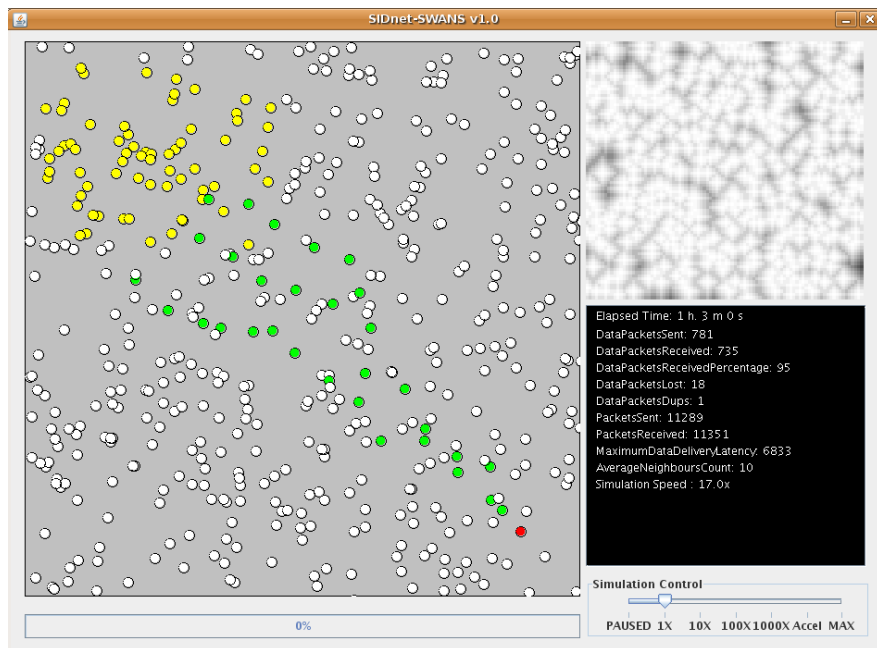 SIDnet-SWANS v1.0
Elapsed Time: 1 h. 3 m 0 s
DataPacketsSent: 781
DataPacketsReceived: 735
DataPacketsReceivedPercentage: 95
DataPacketsLost: 18
DataPacketsDups: 1
PacketsSent: 11289
PacketsReceived: 11351
MaximumDataDeliveryLatency: 6833
AverageNeighboursCount: 10
Simulation Speed : 17.0x
Simulation Control
PAUSED 1X 10X 100X 1000X Accel MAX
0%